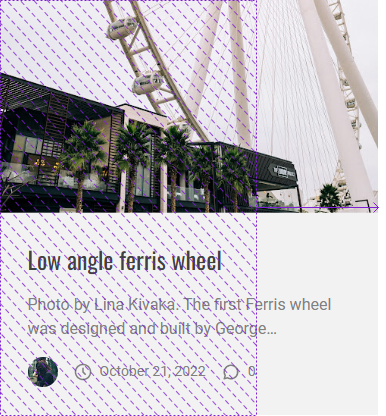 Low angle ferris wheel
Photo by Lina Kivaka. The first Ferris wheel
was designed and built by George...
October 21, 2022
0